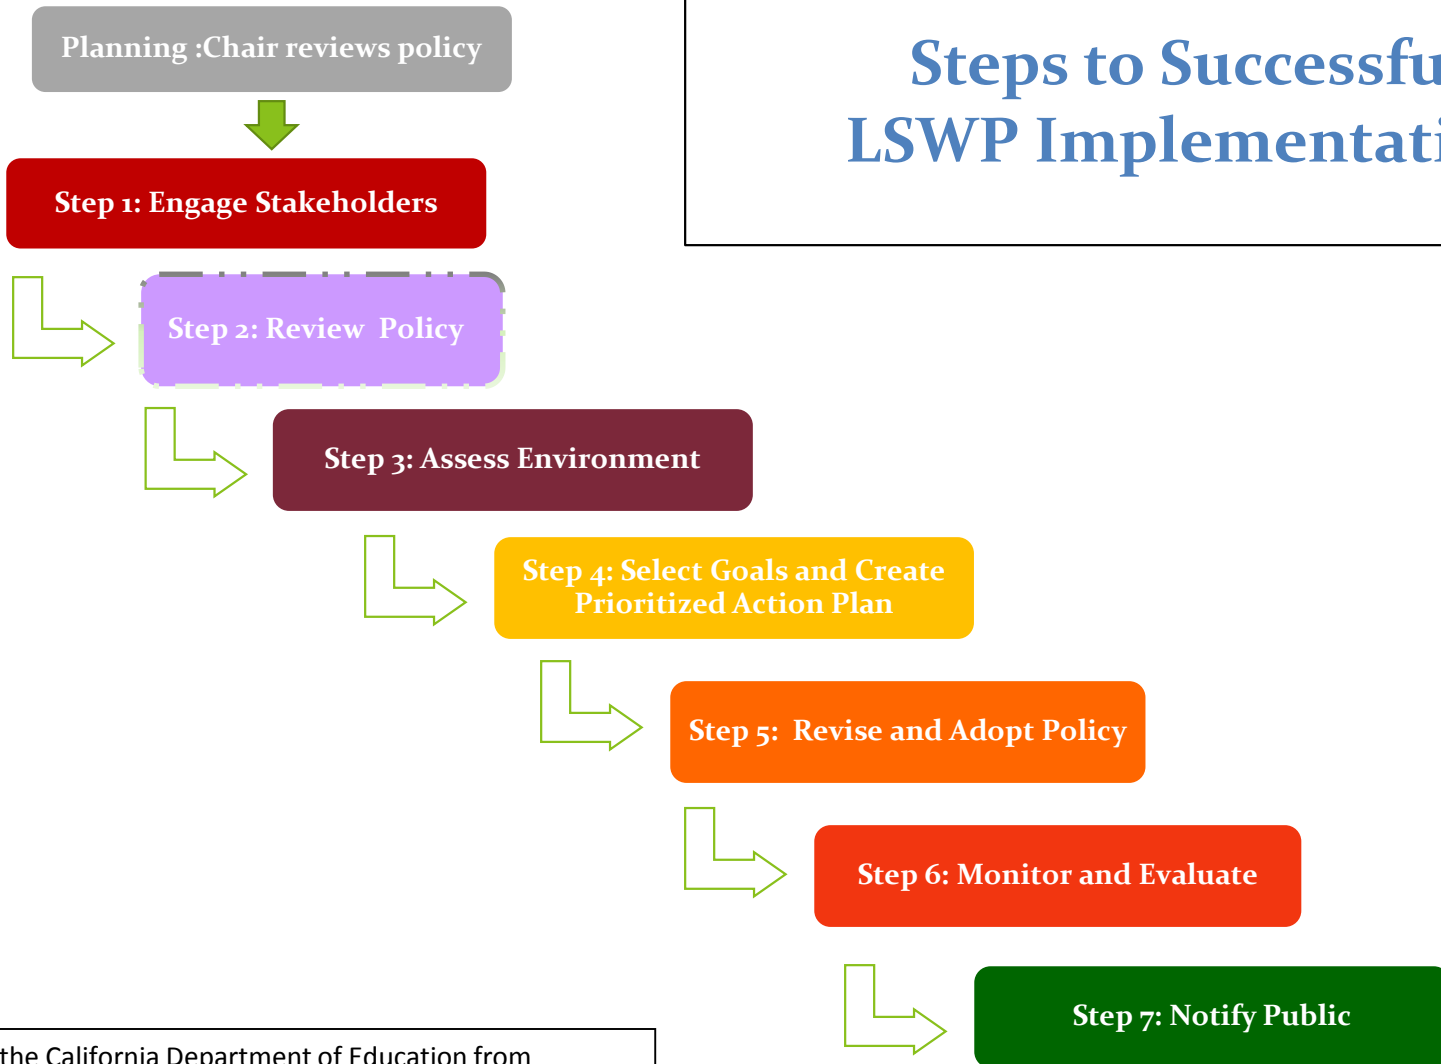 Planning :Chair reviews policy
Steps to Successfu
LSWP Implementati
Step 1: Engage Stakeholders
Step 2: Review  Policy
Step 3: Assess Environment
Step 4: Select Goals and Create
Prioritized Action Plan
Step 5:  Revise and Adopt Policy
Step 6: Monitor and Evaluate
Step 7: Notify Public
the California Department of Education from